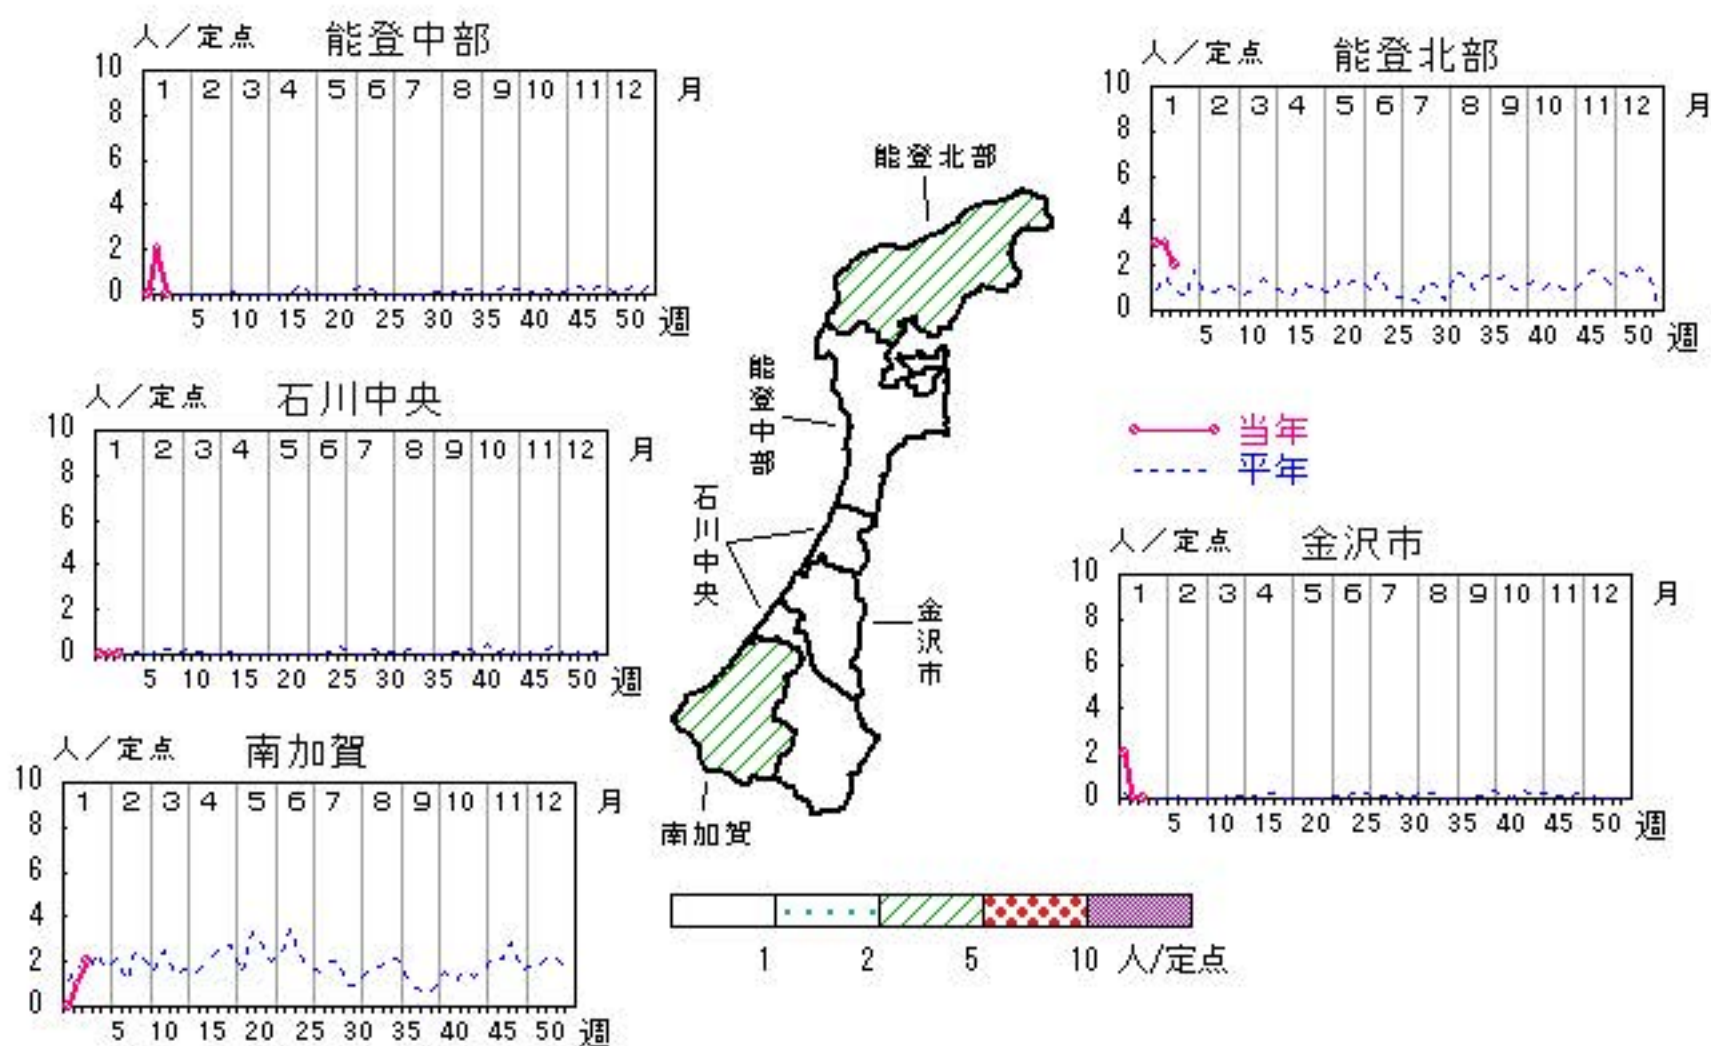 人／定点 能登中部
10 8 6 4 2 0
1 2 3 4 5 6 7 8 9 10 11 12 月
5 10 15 20 25 30 35 40 45 50 週
人／定点 能登北部
10 8 6 4 2 0
1 2 3 4 5 6 7 8 9 10 11 12 月
5 10 15 20 25 30 35 40 45 50 週
能登北部
能登中部
石川中央
金沢市
南加賀
人／定点 石川中央
10 8 6 4 2 0
1 2 3 4 5 6 7 8 9 10 11 12 月
5 10 15 20 25 30 35 40 45 50 週
当年
平年
人／定点 金沢市
10 8 6 4 2 0
1 2 3 4 5 6 7 8 9 10 11 12 月
5 10 15 20 25 30 35 40 45 50 週
人／定点 南加賀
10 8 6 4 2 0
1 2 3 4 5 6 7 8 9 10 11 12 月
5 10 15 20 25 30 35 40 45 50 週
1 2 5 10 人/定点